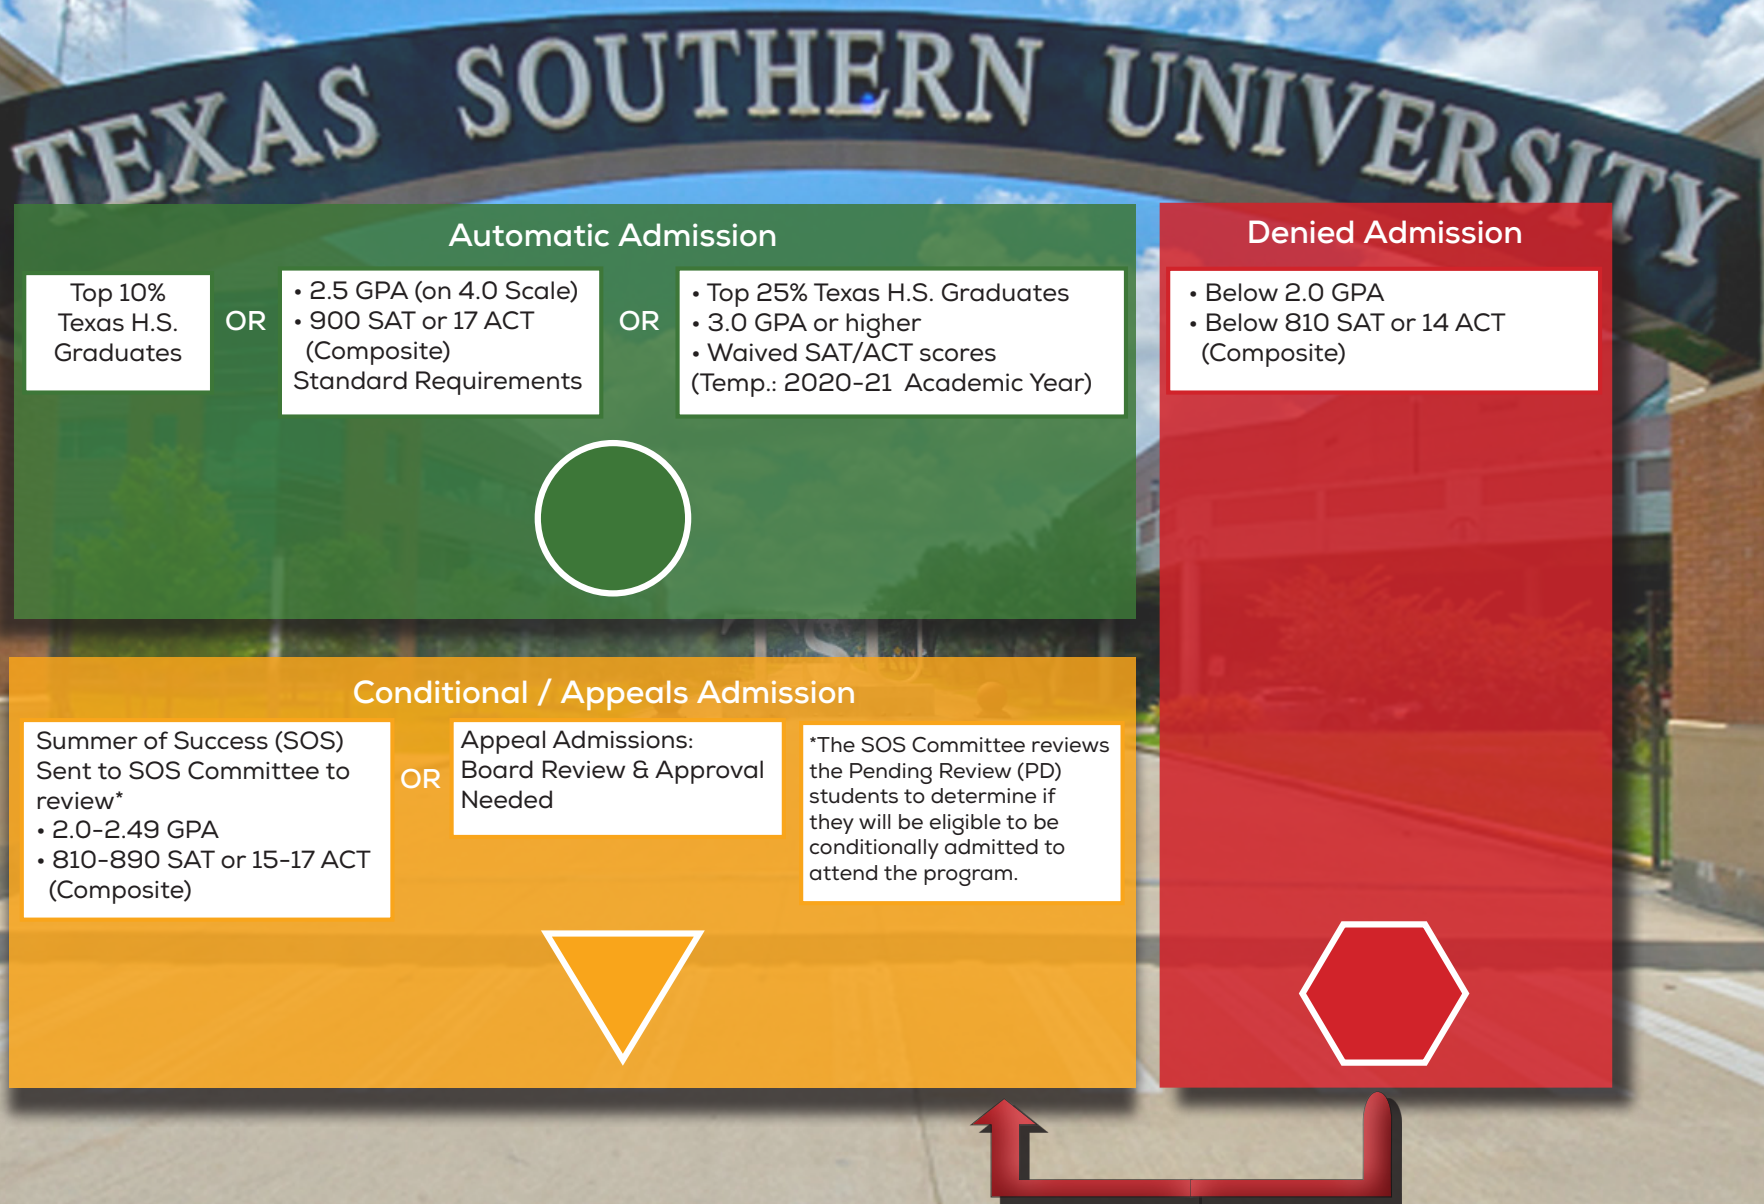 TEXAS SOUTHERN UNIVERSITY
Automatic Admission
Top 10%
Texas H.S.
Graduates
OR
• 2.5 GPA (on 4.0 Scale)
• 900 SAT or 17 ACT
(Composite)
Standard Requirements
OR
• Top 25% Texas H.S. Graduates
• 3.0 GPA or higher
• Waived SAT/ACT scores
(Temp.: 2020-21 Academic Year)
Denied Admission
• Below 2.0 GPA
• Below 810 SAT or 14 ACT
(Composite)
TSU
Conditional / Appeals Admission
Summer of Success (SOS)
Sent to SOS Committee to
review*
• 2.0-2.49 GPA
• 810-890 SAT or 15-17 ACT
(Composite)
OR
Appeal Admissions:
Board Review & Approval
Needed
*The SOS Committee reviews
the Pending Review (PD)
students to determine if
they will be eligible to be
conditionally admitted to
attend the program.